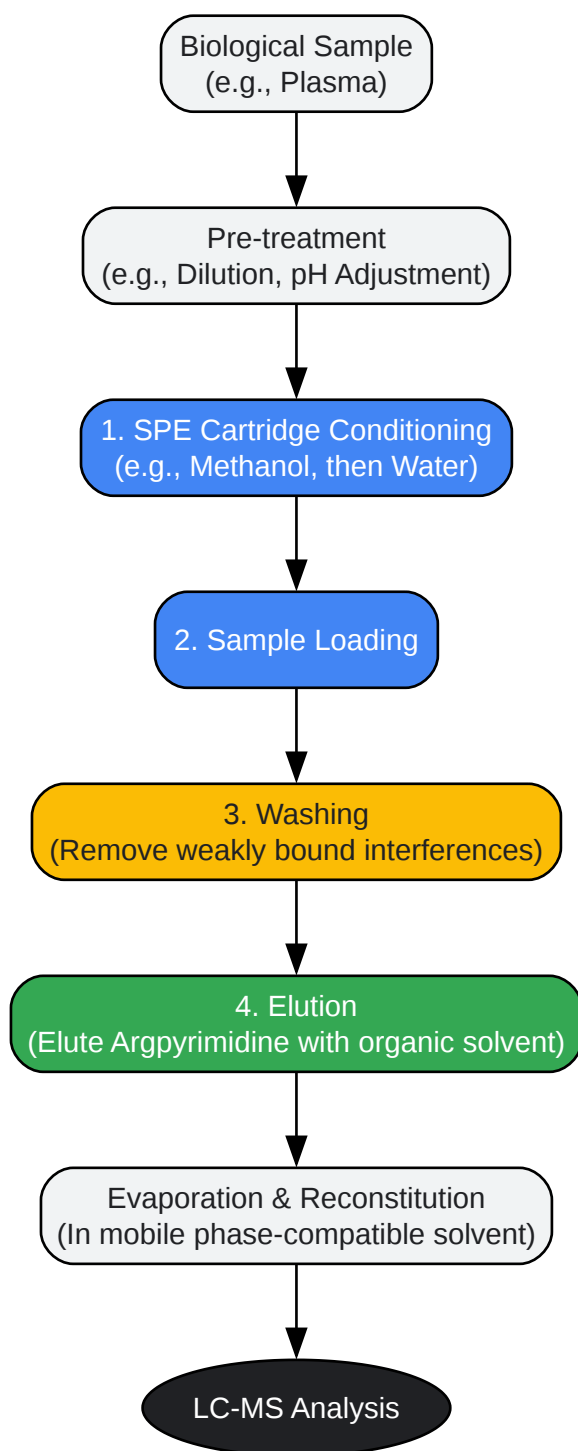 Biological Sample
(e.g., Plasma)
Pre-treatment
(e.g., Dilution, pH Adjustment)
1. SPE Cartridge Conditioning
(e.g., Methanol, then Water)
2. Sample Loading
3. Washing
(Remove weakly bound interferences)
4. Elution
(Elute Argpyrimidine with organic solvent)
Evaporation & Reconstitution
(In mobile phase-compatible solvent)
LC-MS Analysis